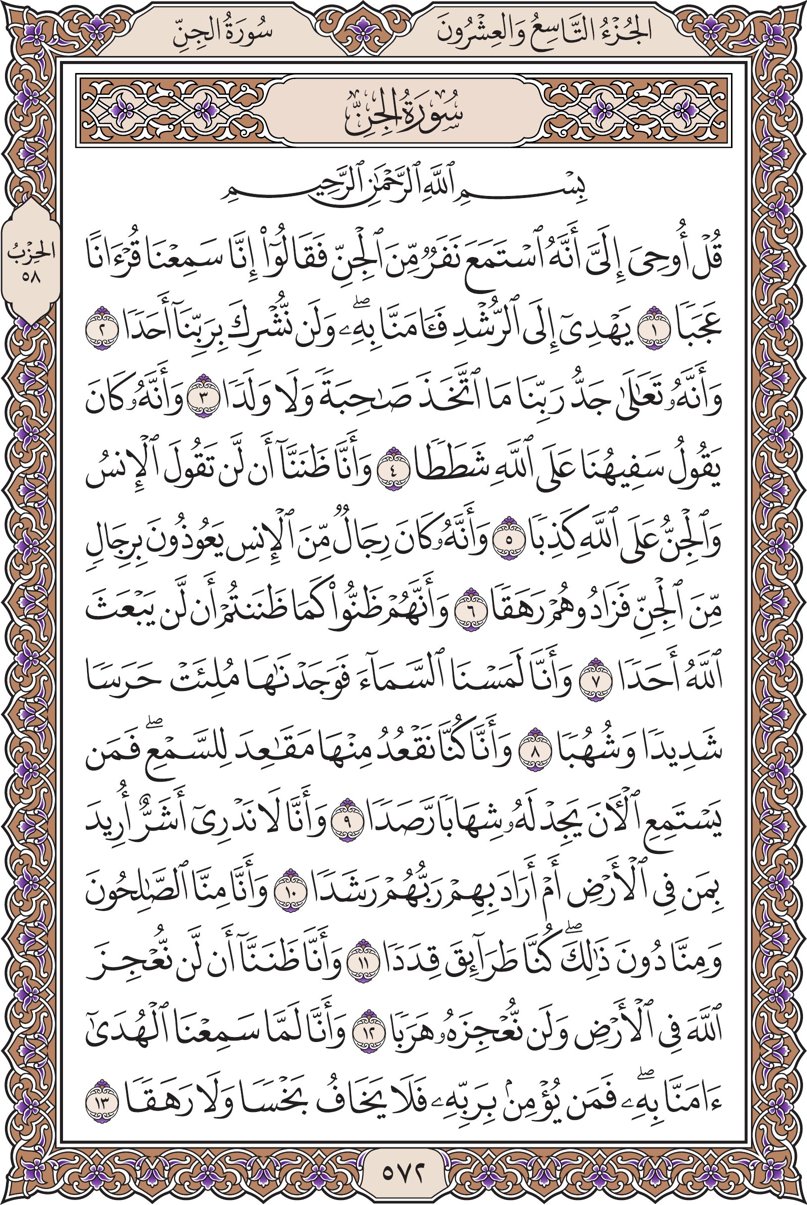 الجُزْءُ التَّاسِعُ وَالعِشْرُونَ
سُورَةُ الجِنِّ
سُورَةُ الجِنِّ
بِسْمِ ٱللَّهِ ٱلرَّحْمَٰنِ ٱلرَّحِيمِ
قُلْ أُوحِيَ إِلَيَّ أَنَّهُ ٱسْتَمَعَ نَفَرٌ مِّنَ ٱلْجِنِّ فَقَالُوٓا۟ إِنَّا سَمِعْنَا قُرْءَانًا
عَجَبًا ١ يَهْدِىٓ إِلَى ٱلرُّشْدِ فَـَٔامَنَّا بِهِۦ ۖ وَلَن نُّشْرِكَ بِرَبِّنَآ أَحَدًا ٢
وَأَنَّهُۥ تَعَٰلَىٰ جَدُّ رَبِّنَا مَا ٱتَّخَذَ صَٰحِبَةً وَلَا وَلَدًا ٣ وَأَنَّهُۥ كَانَ
يَقُولُ سَفِيهُنَا عَلَى ٱللَّهِ شَطَطًا ٤ وَأَنَّا ظَنَنَّآ أَن لَّن تَقُولَ ٱلْإِنسُ
وَٱلْجِنُّ عَلَى ٱللَّهِ كَذِبًا ٥ وَأَنَّهُۥ كَانَ رِجَالٌ مِّنَ ٱلْإِنسِ يَعُوذُونَ بِرِجَالٍ
مِّنَ ٱلْجِنِّ فَزَادُوهُمْ رَهَقًا ٦ وَأَنَّهُمْ ظَنُّوا۟ كَمَا ظَنَنتُمْ أَن لَّن يَبْعَثَ
ٱللَّهُ أَحَدًا ٧ وَأَنَّا لَمَسْنَا ٱلسَّمَآءَ فَوَجَدْنَٰهَا مُلِئَتْ حَرَسًا
شَدِيدًا وَشُهُبًا ٨ وَأَنَّا كُنَّا نَقْعُدُ مِنْهَا مَقَٰعِدَ لِلسَّمْعِ ۖ فَمَن
يَسْتَمِعِ ٱلْـَٔانَ يَجِدْ لَهُۥ شِهَابًا رَّصَدًا ٩ وَأَنَّا لَا نَدْرِىٓ أَشَرٌّ أُرِيدَ
بِمَن فِى ٱلْأَرْضِ أَمْ أَرَادَ بِهِمْ رَبُّهُمْ رَشَدًا ١٠ وَأَنَّا مِنَّا ٱلصَّٰلِحُونَ
وَمِنَّا دُونَ ذَٰلِكَ ۖ كُنَّا طَرَآئِقَ قِدَدًا ١١ وَأَنَّا ظَنَنَّآ أَن لَّن نُّعْجِزَ
ٱللَّهَ فِى ٱلْأَرْضِ وَلَن نُّعْجِزَهُۥ هَرَبًا ١٢ وَأَنَّا لَمَّا سَمِعْنَا ٱلْهُدَىٰٓ
ءَامَنَّا بِهِۦ ۖ فَمَن يُؤْمِنۢ بِرَبِّهِۦ فَلَا يَخَافُ بَخْسًا وَلَا رَهَقًا ١٣
الحِزْبُ
٥٨
٥٧٢